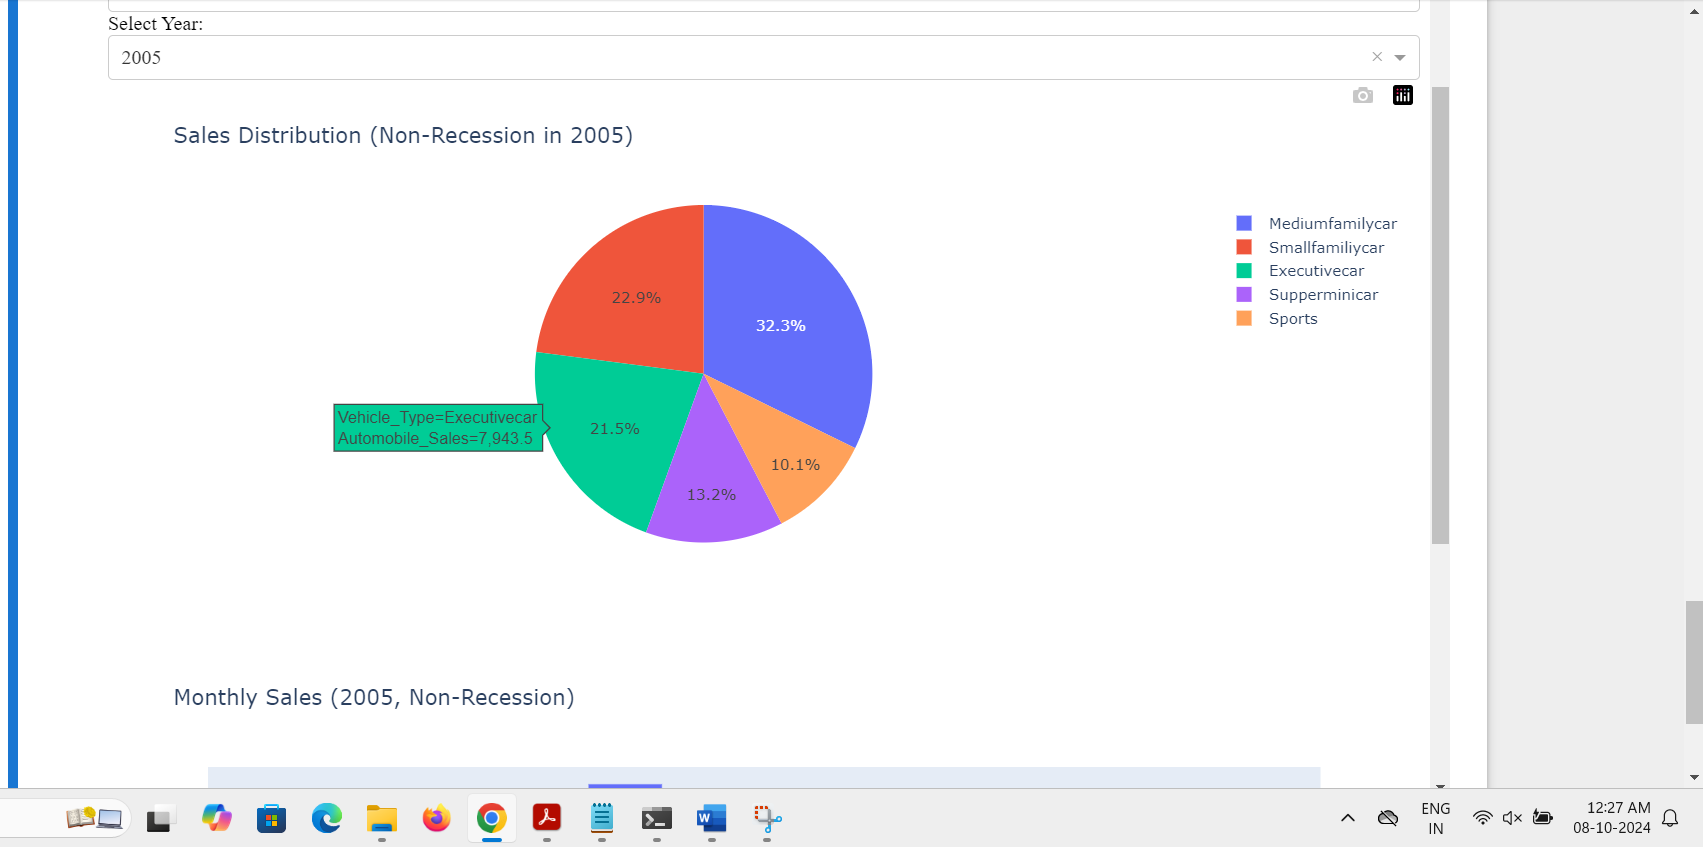 Select Year:
2005
Sales Distribution (Non-Recession in 2005)
Mediumfamilycar
Smallfamiliycar
Executivecar
Supperminicar
Sports
22.9%
32.3%
Vehicle_Type=Executivecar
Automobile_Sales=7,943.5
21.5%
10.1%
13.2%
Monthly Sales (2005, Non-Recession)
ENG
IN
12:27 AM
08-10-2024